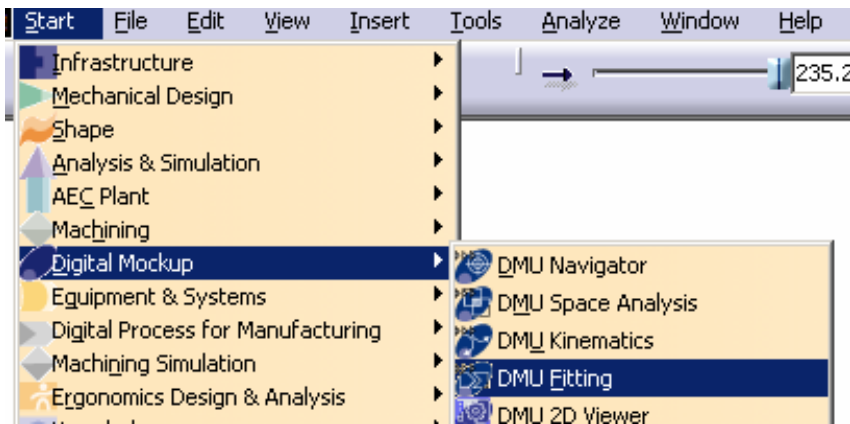 Start File Edit View Insert Tools Analyze Window Help
235.2
Infrastructure
Mechanical Design
Shape
Analysis & Simulation
AEC Plant
Machining
Digital Mockup
Equipment & Systems
Digital Process for Manufacturing
Machining Simulation
Ergonomics Design & Analysis
DMU Navigator
DMU Space Analysis
DMU Kinematics
DMU Fitting
DMU 2D Viewer